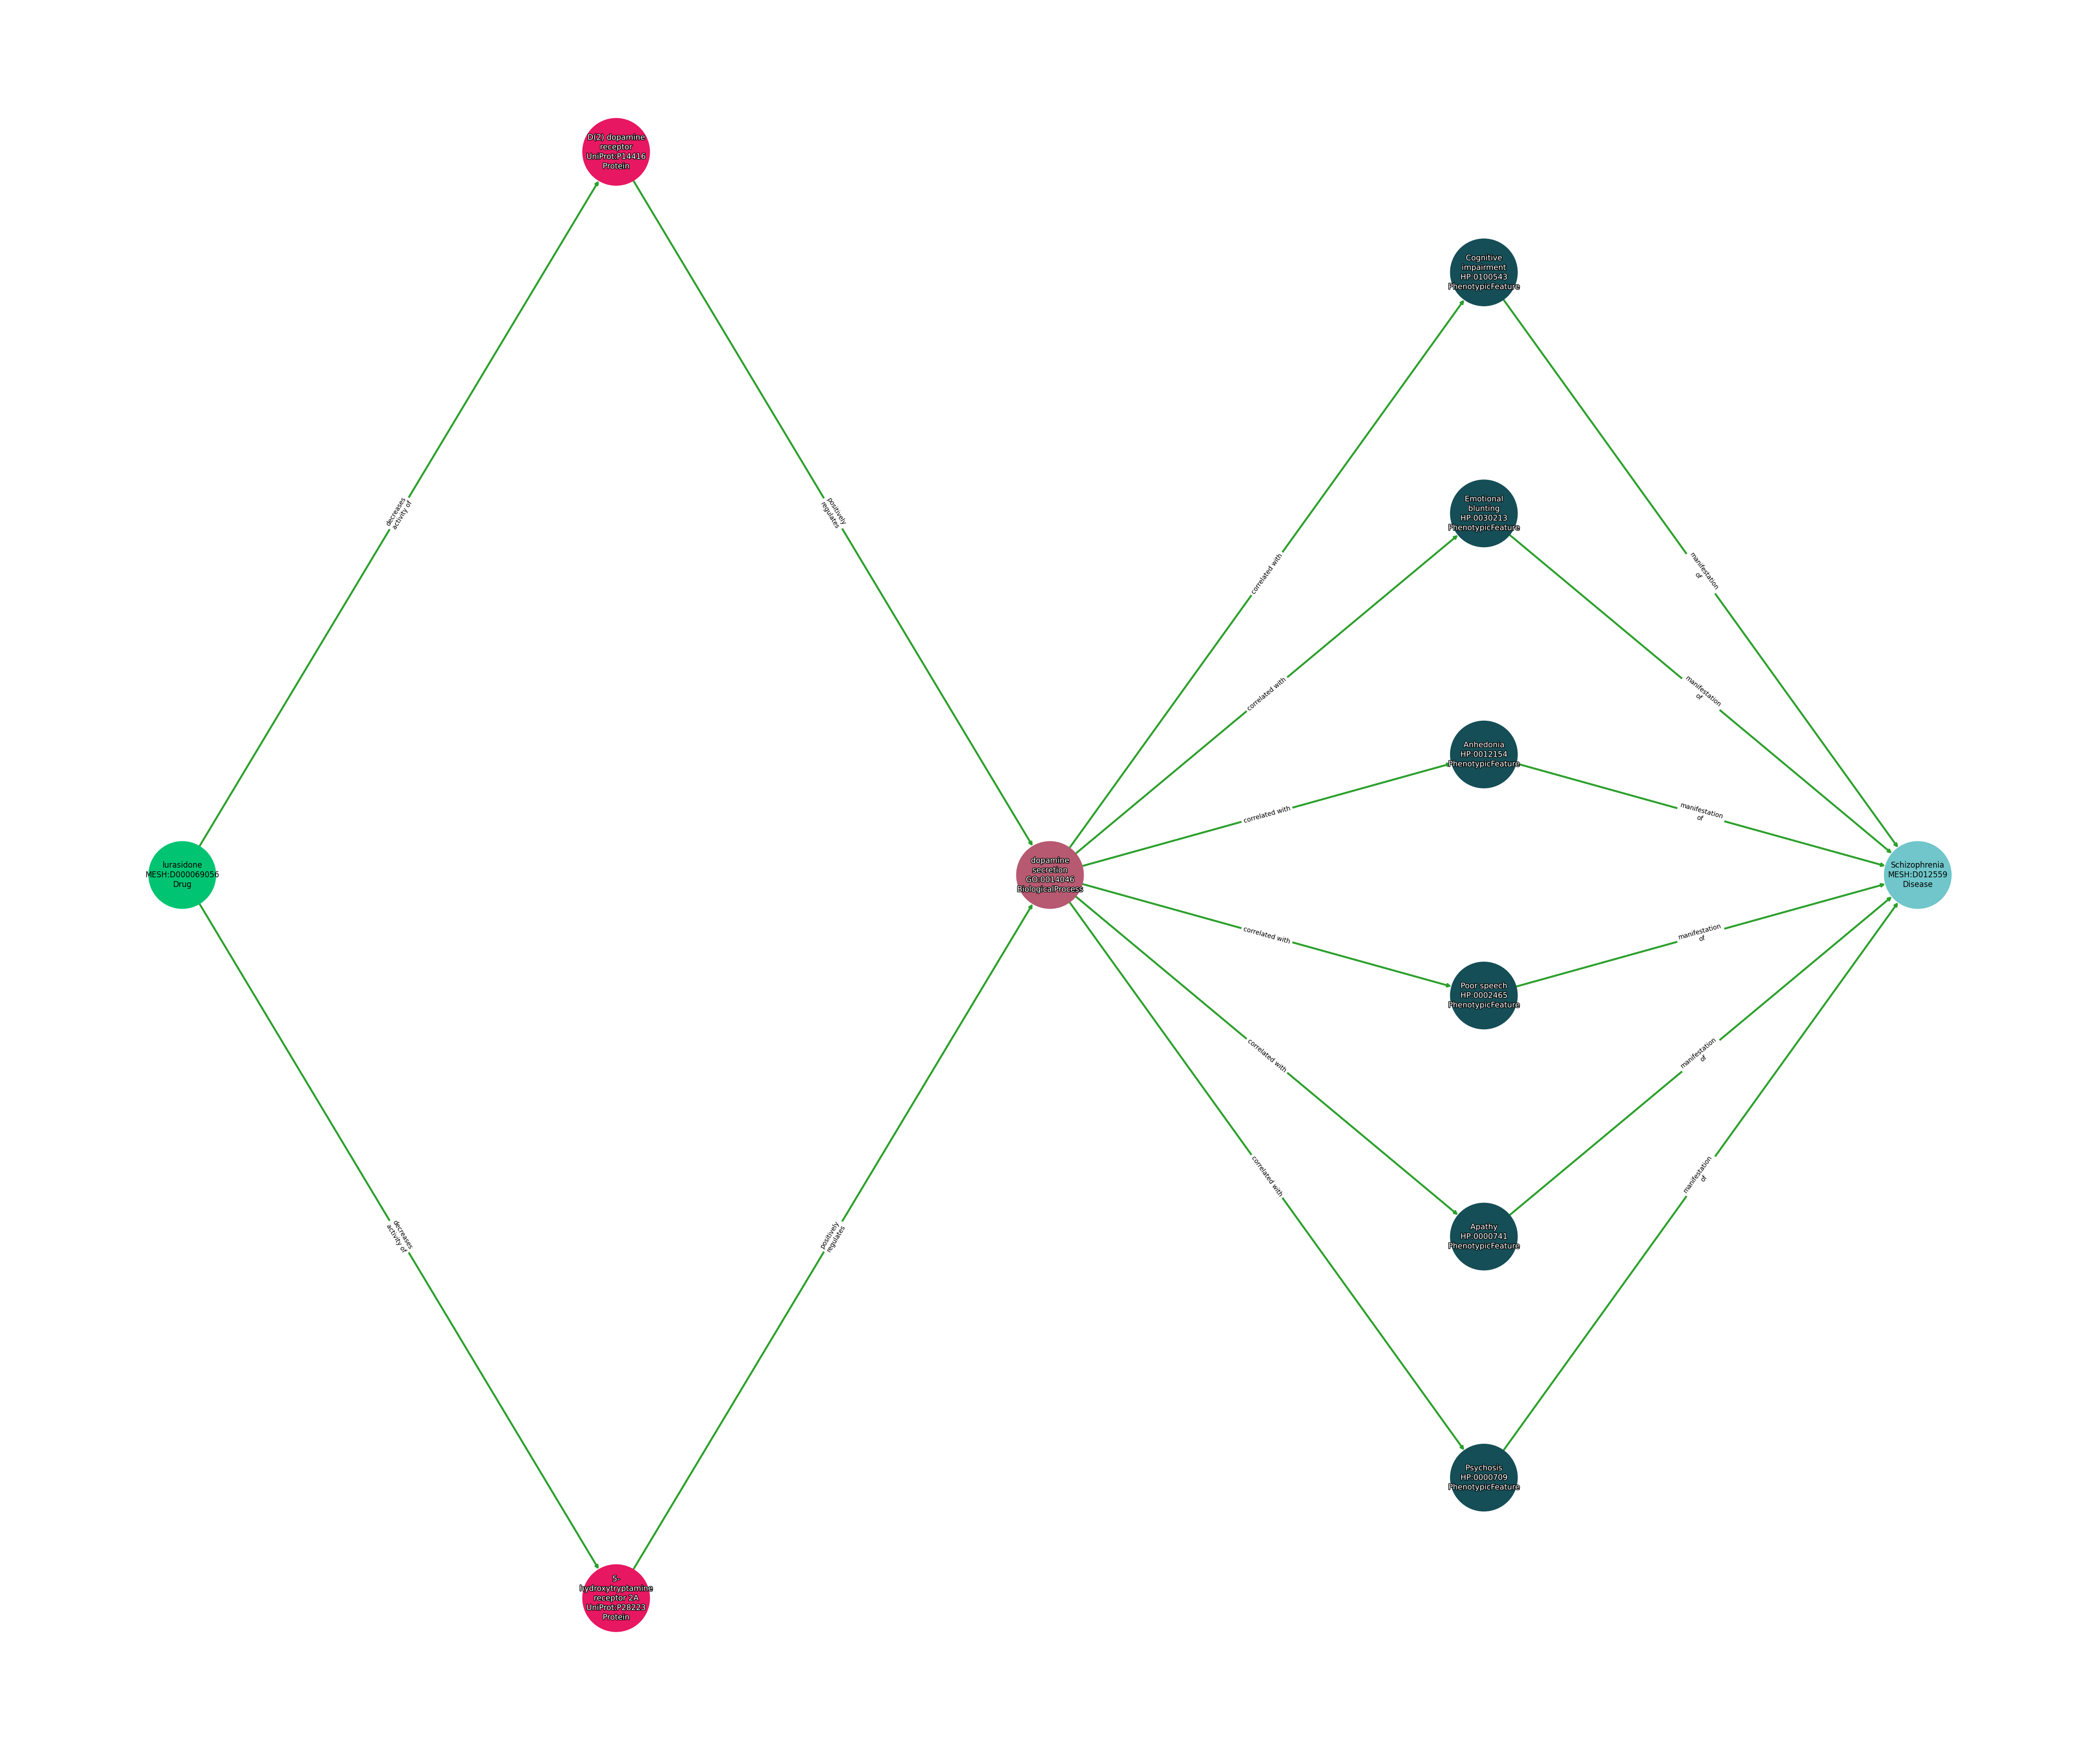 D(2) dopamine
receptor
UniProt:P14416
Protein
Cognitive
impairment
HP:0100543
PhenotypicFeature
decreases
activity of
positively
regulates
Emotional
blunting
HP:0030213
PhenotypicFeature
correlated with
manifestation
of
correlated with
manifestation
of
Anhedonia
HP:0012154
PhenotypicFeature
correlated with
manifestation
of
lurasidone
MESH:D000069056
Drug
dopamine
secretion
GO:0014046
BiologicalProcess
Schizophrenia
MESH:D012559
Disease
correlated with
manifestation
of
Poor speech
HP:0002465
PhenotypicFeature
correlated with
manifestation
of
correlated with
manifestation
of
decreases
activity of
positively
regulates
Apathy
HP:0000741
PhenotypicFeature
Psychosis
HP:0000709
PhenotypicFeature
5-
hydroxytryptamine
receptor 2A
UniProt:P28223
Protein